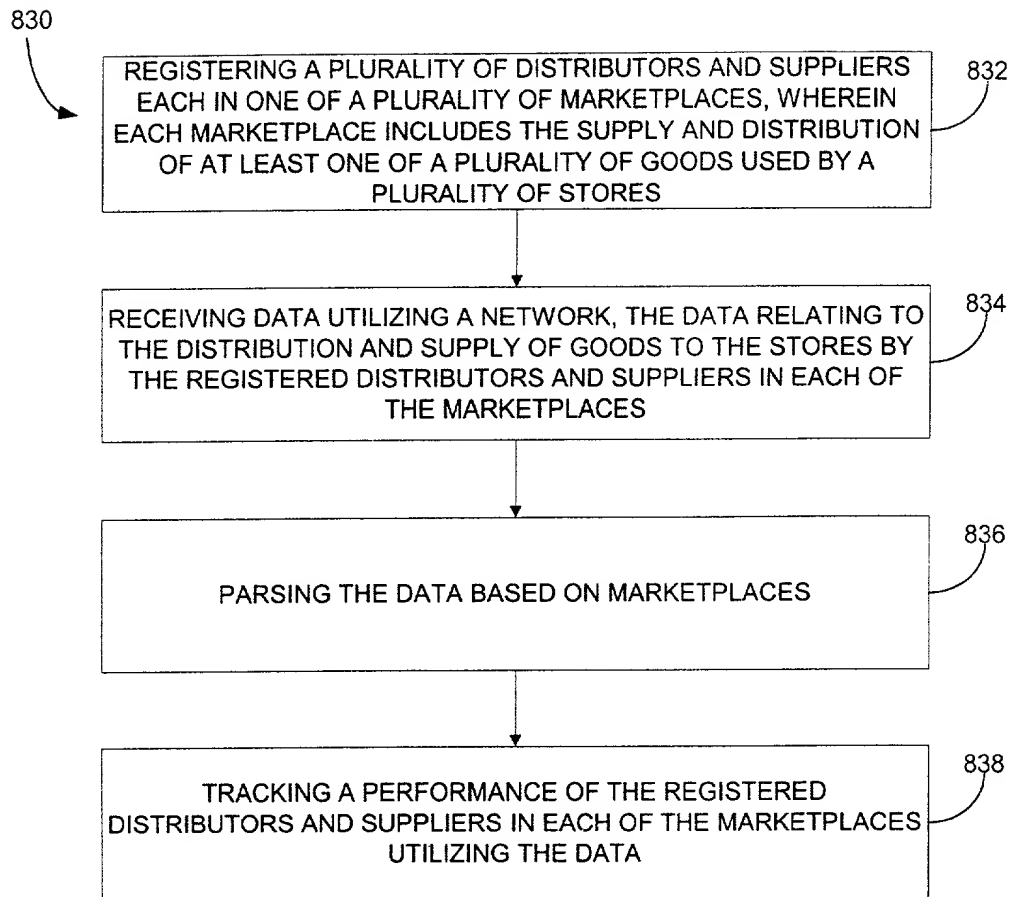 830
REGISTERING A PLURALITY OF DISTRIBUTORS AND SUPPLIERS
EACH IN ONE OF A PLURALITY OF MARKETPLACES, WHEREIN
EACH MARKETPLACE INCLUDES THE SUPPLY AND DISTRIBUTION
OF AT LEAST ONE OF A PLURALITY OF GOODS USED BY A
PLURALITY OF STORES
832
RECEIVING DATA UTILIZING A NETWORK, THE DATA RELATING TO
THE DISTRIBUTION AND SUPPLY OF GOODS TO THE STORES BY
THE REGISTERED DISTRIBUTORS AND SUPPLIERS IN EACH OF
THE MARKETPLACES
834
PARSING THE DATA BASED ON MARKETPLACES
836
TRACKING A PERFORMANCE OF THE REGISTERED
DISTRIBUTORS AND SUPPLIERS IN EACH OF THE MARKETPLACES
UTILIZING THE DATA
838